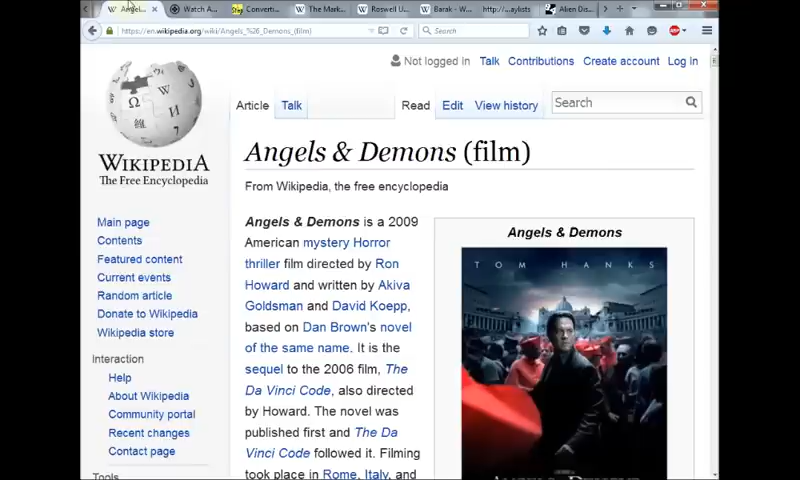 Angel...
Watch A...
Converti...
The Mark...
Roswell U...
Barak - W...
http:/...aylists
Alien Dis...
https://en.wikipedia.org/wiki/Angels_%26_Demons_(film)
Search
Not logged in Talk Contributions Create account Log in
Article Talk Read Edit View history Search
WIKIPEDIA
The Free Encyclopedia
Main page
Contents
Featured content
Current events
Random article
Donate to Wikipedia
Wikipedia store
Interaction
Help
About Wikipedia
Community portal
Recent changes
Contact page
Tools
Angels & Demons (film)
From Wikipedia, the free encyclopedia
Angels & Demons is a 2009
American mystery Horror
thriller film directed by Ron
Howard and written by Akiva
Goldsman and David Koepp,
based on Dan Brown's novel
of the same name. It is the
sequel to the 2006 film, The
Da Vinci Code, also directed
by Howard. The novel was
published first and The Da
Vinci Code followed it. Filming
took place in Rome, Italy, and
Angels & Demons
TOM HANKS
ANGELS & DEMONS